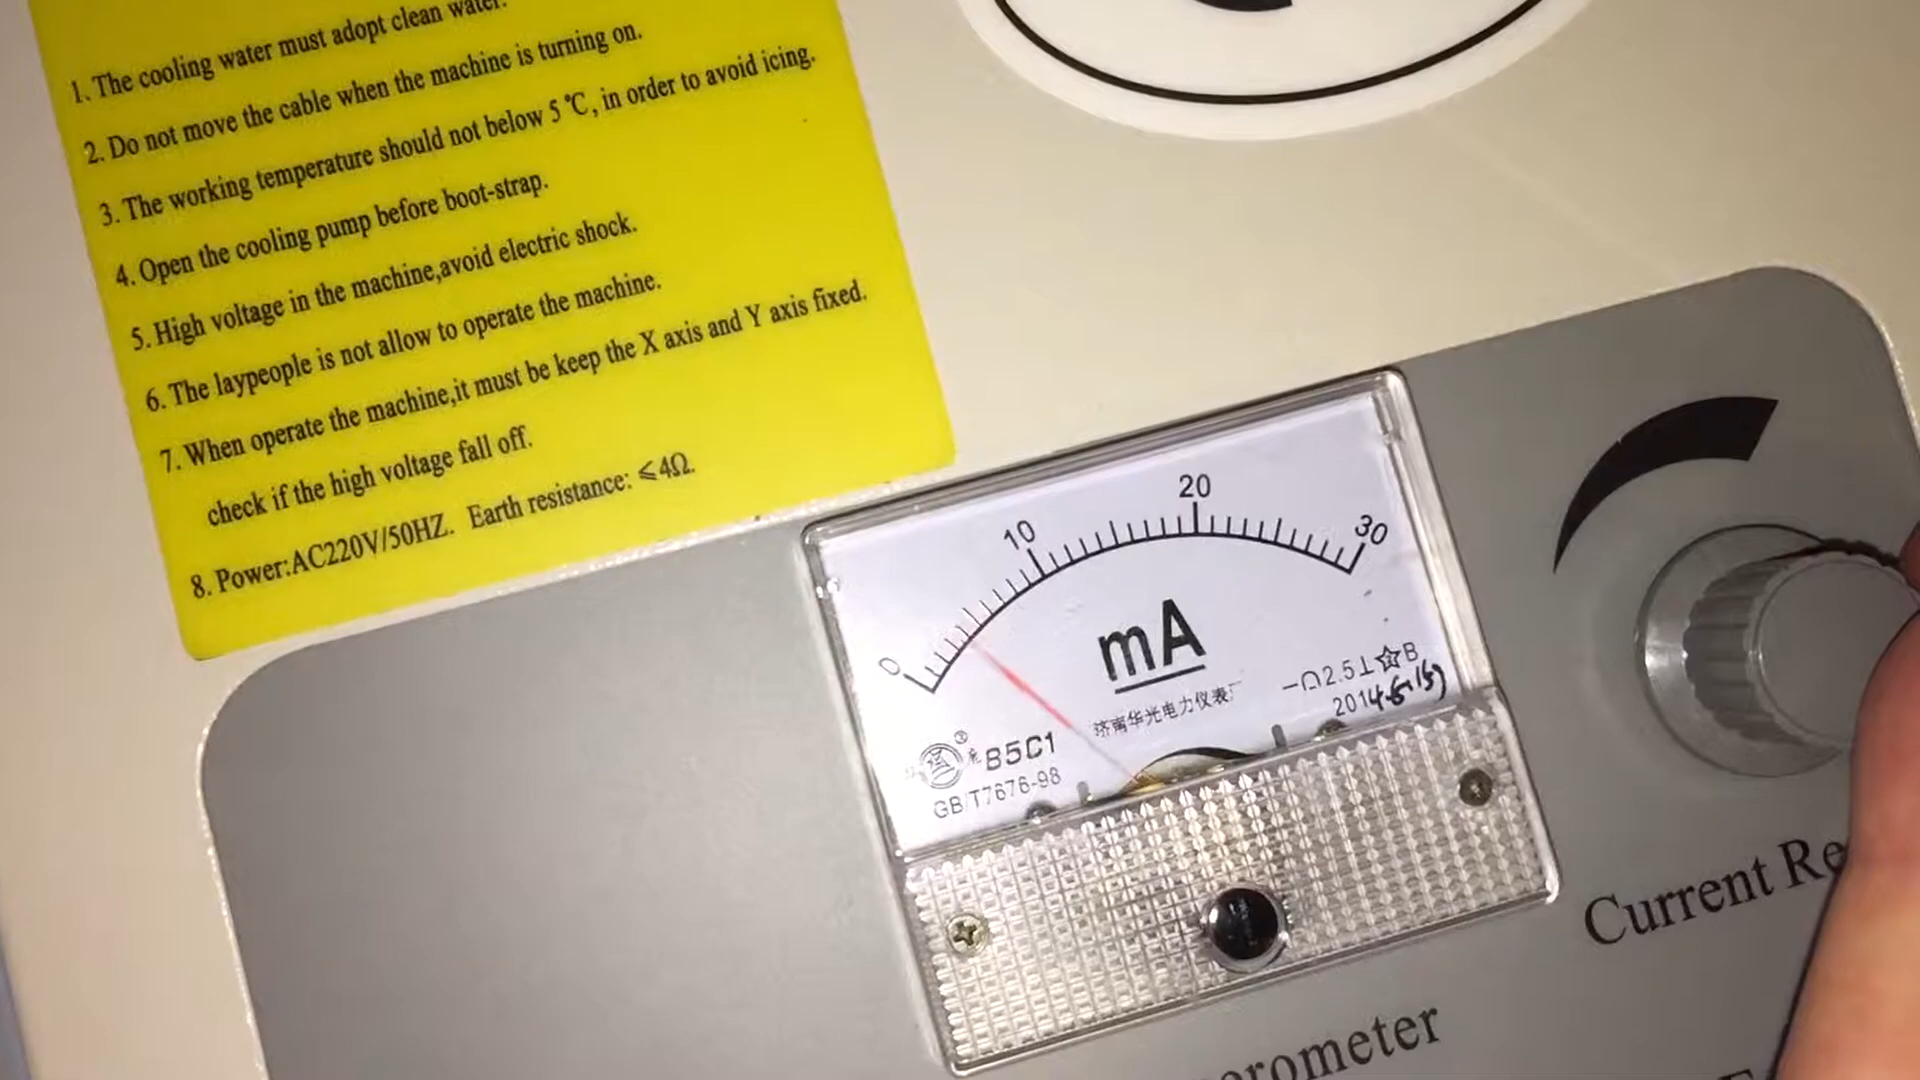 1. The cooling water must adopt clean water.
2. Do not move the cable when the machine is turning on.
3. The working temperature should not below 5℃, in order to avoid icing.
4. Open the cooling pump before boot-strap.
5. High voltage in the machine,avoid electric shock.
6. The laypeople is not allow to operate the machine.
7. When operate the machine,it must be keep the X axis and Y axis fixed.
check if the high voltage fall off.
8. Power:AC220V/50HZ. Earth resistance: ≤4Ω.
0 10 20 30
mA
济南华光电力仪表厂
2.5 B
2014
85C1
GB/T7676-98
Current